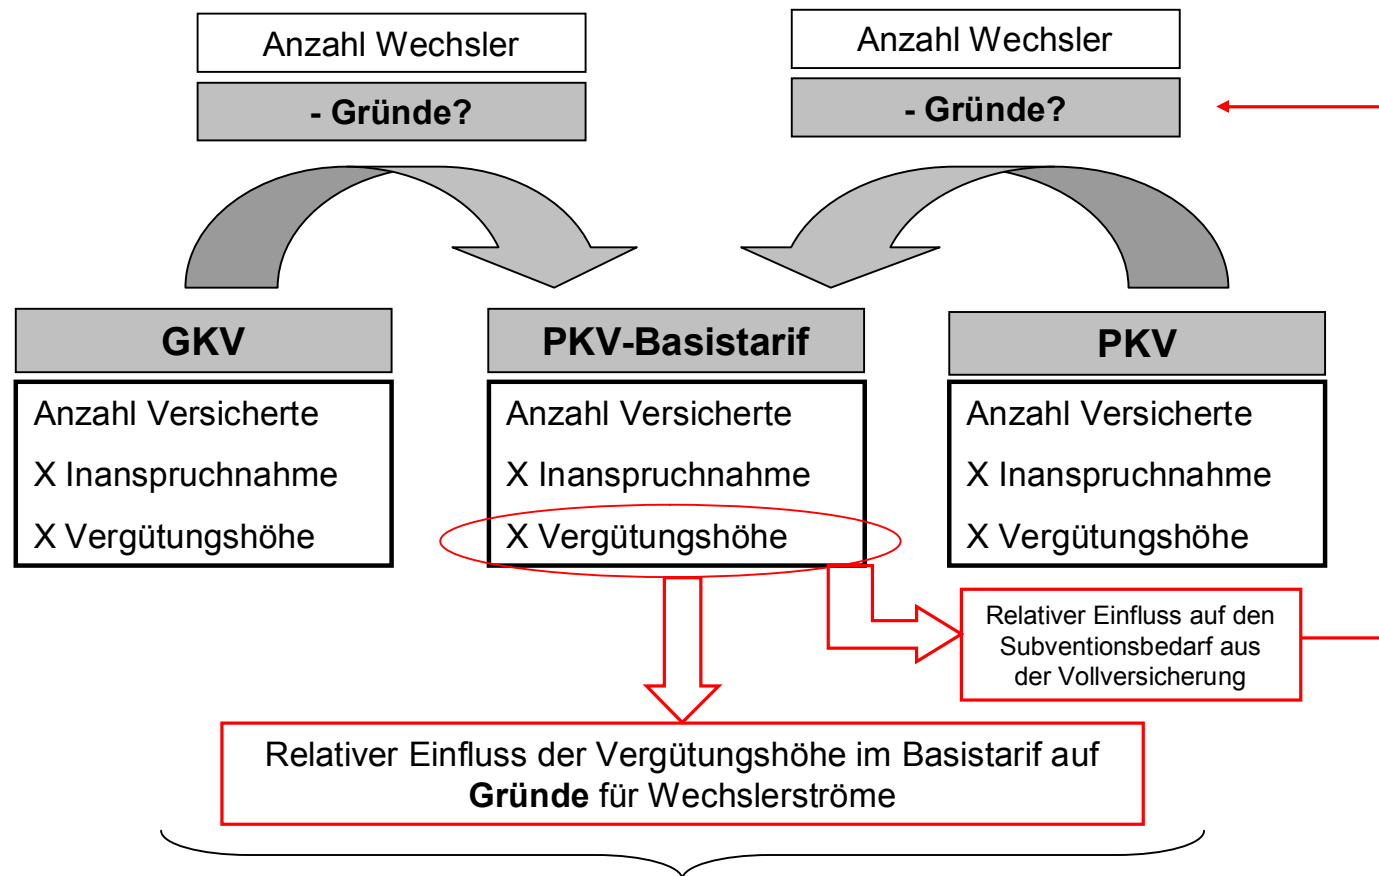 Anzahl Wechsler
- Gründe?
Anzahl Wechsler
- Gründe?
GKV
Anzahl Versicherte
X Inanspruchnahme
X Vergütungshöhe
PKV-Basistarif
Anzahl Versicherte
X Inanspruchnahme
X Vergütungshöhe
PKV
Anzahl Versicherte
X Inanspruchnahme
X Vergütungshöhe
Relativer Einfluss auf den
Subventionsbedarf aus
der Vollversicherung
Relativer Einfluss der Vergütungshöhe im Basistarif auf
Gründe für Wechslerströme